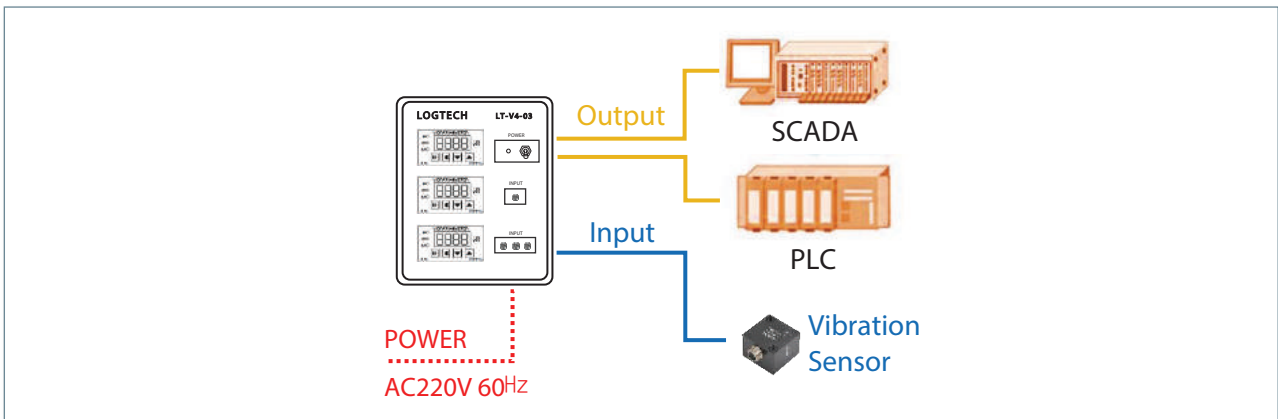 LOGTECH LT-V4-03
POWER
INPUT
INPUT
Output
SCADA
Input
PLC
POWER
AC220V 60Hz
Vibration
Sensor